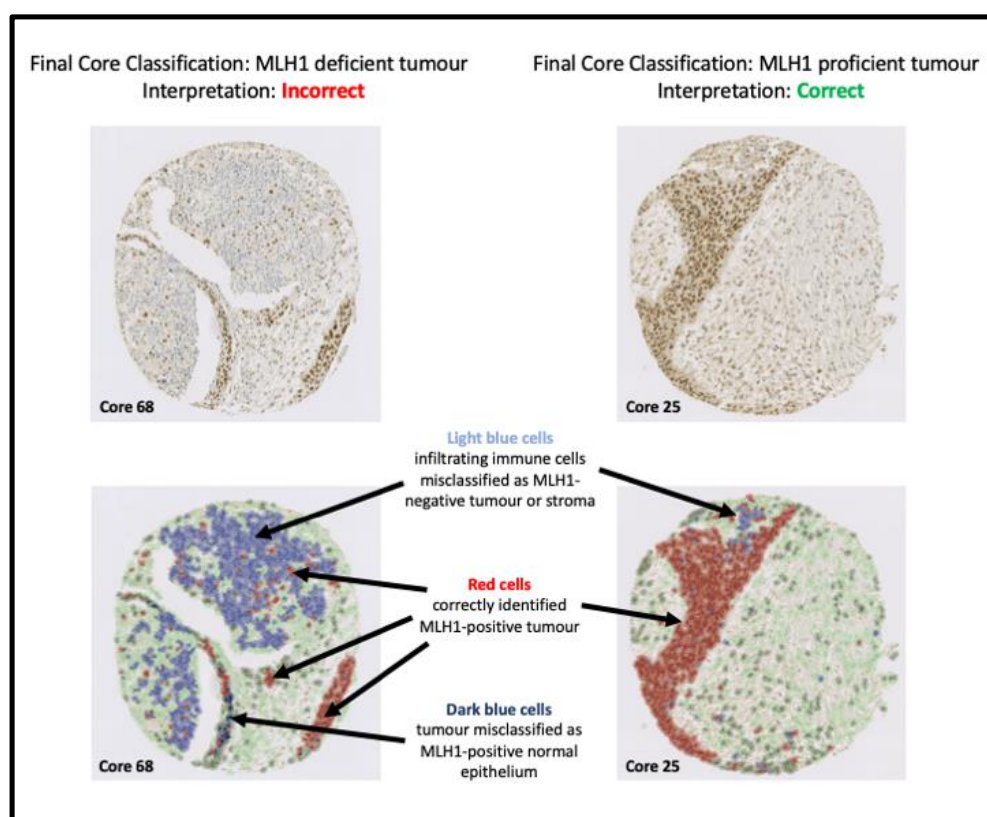 Final Core Classification: MLH1 deficient tumour
Interpretation: Incorrect
Final Core Classification: MLH1 proficient tumour
Interpretation: Correct
Core 68
Core 25
Light blue cells
infiltrating immune cells
misclassified as MLH1-
negative tumour or stroma
Red cells
correctly identified
MLH1-positive tumour
Dark blue cells
tumour misclassified as
MLH1-positive normal
epithelium
Core 68
Core 25